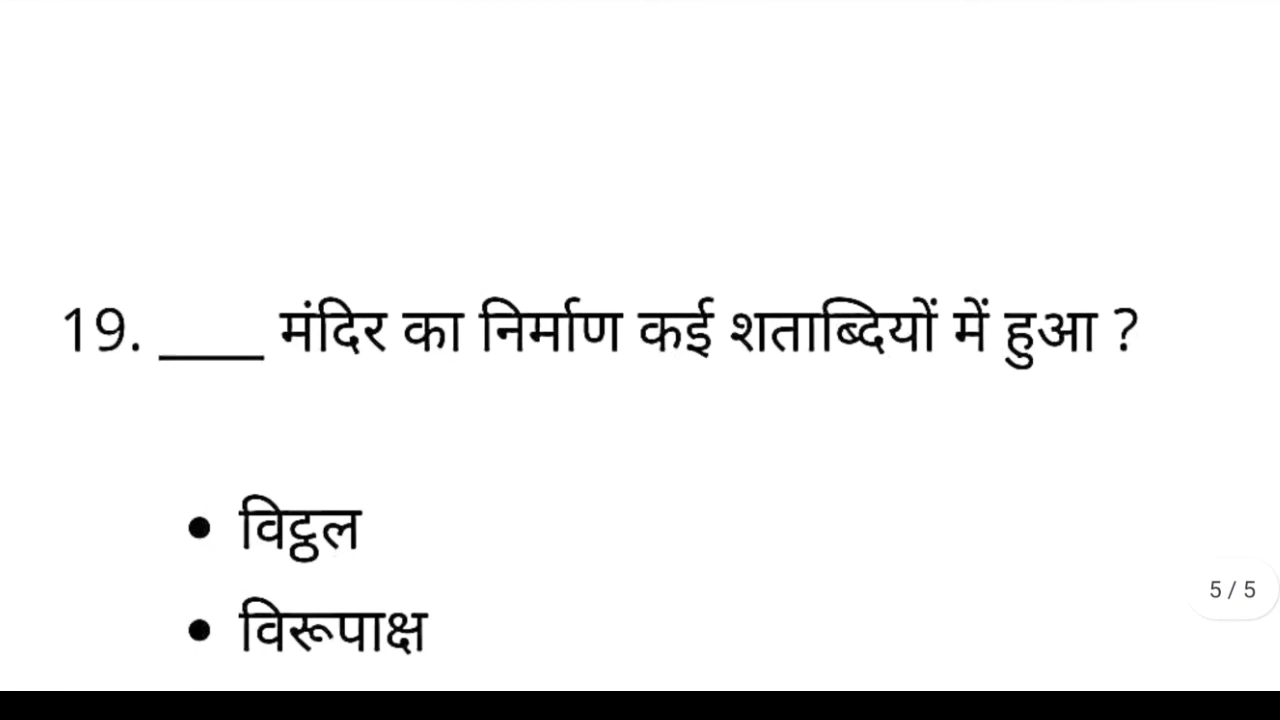 19. ____ मंदिर का निर्माण कई शताब्दियों में हुआ ?
• विट्ठल
• विरूपाक्ष
5 / 5